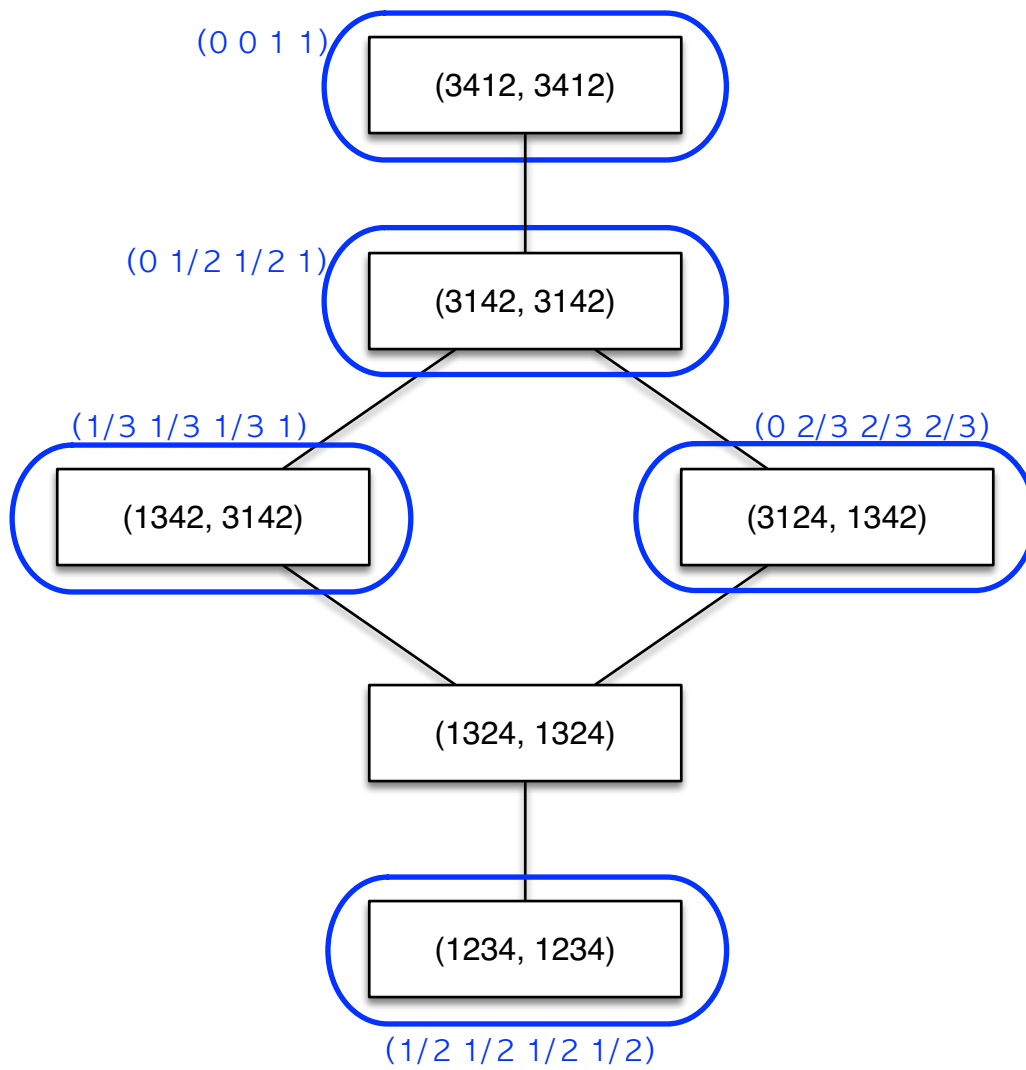 (0 0 1 1)
(3412, 3412)
(0 1/2 1/2 1)
(3142, 3142)
(1/3 1/3 1/3 1)
(0 2/3 2/3 2/3)
(1342, 3142)
(3124, 1342)
(1324, 1324)
(1234, 1234)
(1/2 1/2 1/2 1/2)